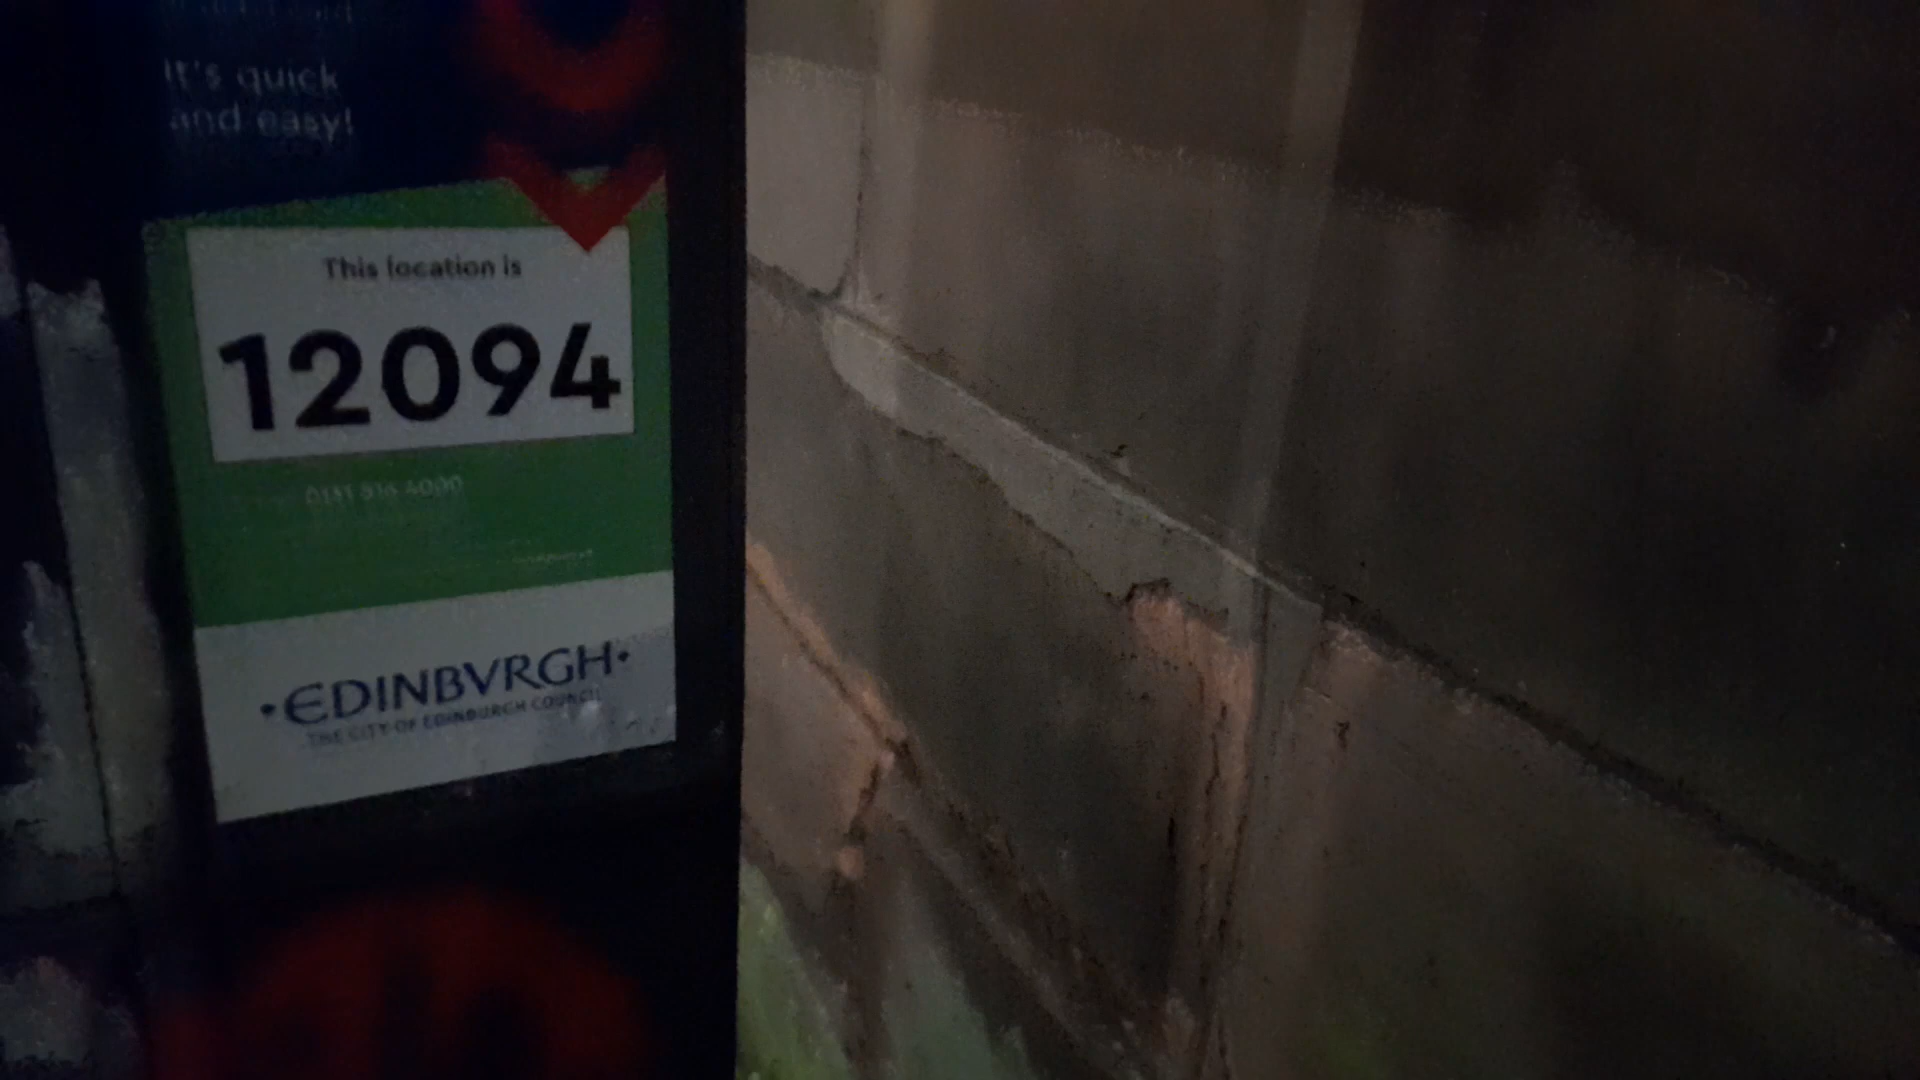 It's quick
and easy!
This location is
12094
•EDINBVRGH•
THE CITY OF EDINBURGH COUNCIL